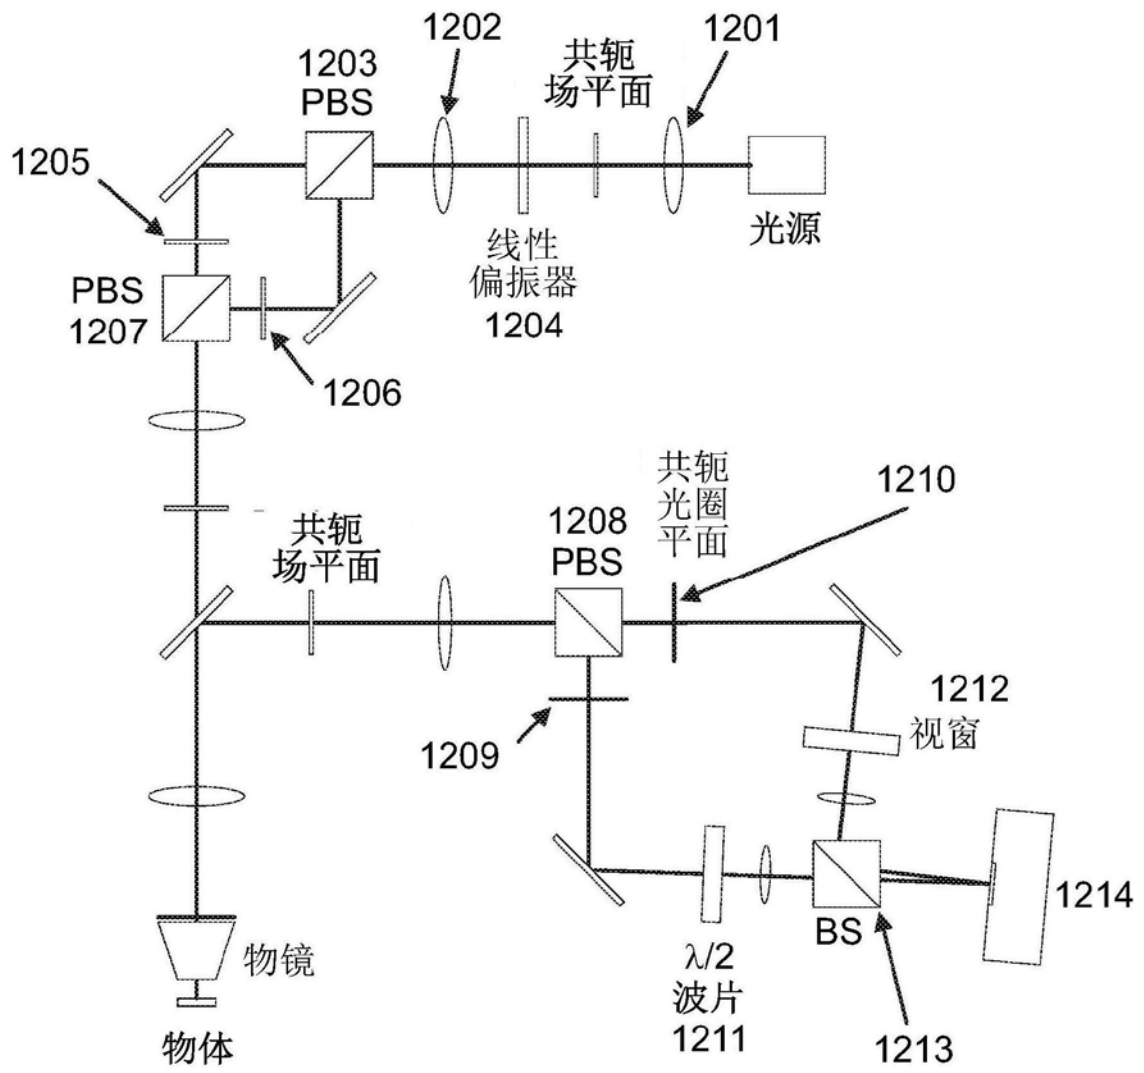 1202
1201
1203
PBS
共轭
场平面
1205
光源
线性
偏振器
1204
PBS
1207
1206
共轭
光圈
平面
1210
1208
PBS
共轭
场平面
1212
视窗
1209
1214
BS
物镜
λ/2
波片
1211
1213
物体